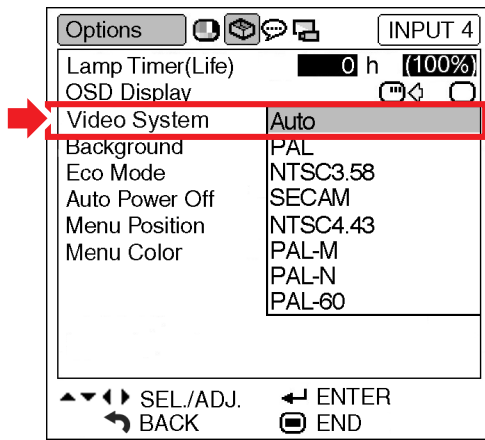 Options INPUT 4
Lamp Timer(Life) 0 h (100%)
OSD Display
Video System Auto
Background PAL
Eco Mode NTSC3.58
Auto Power Off SECAM
Menu Position NTSC4.43
Menu Color PAL-M
PAL-N
PAL-60
SEL./ADJ. ENTER
BACK END